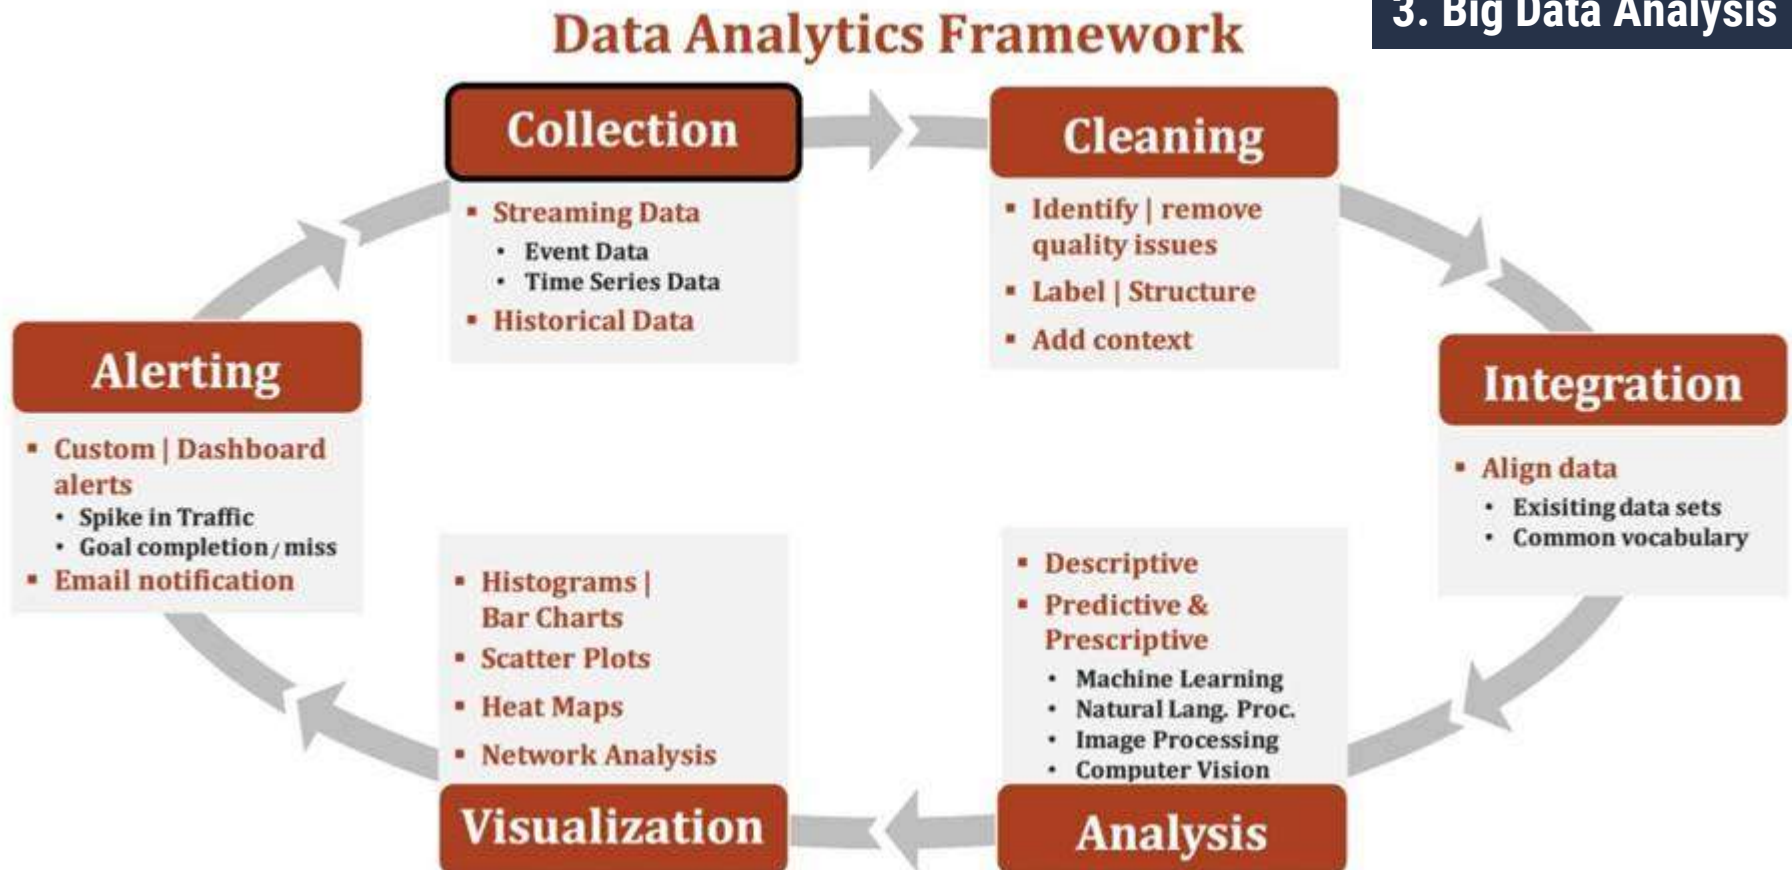 3. Big Data Analysis
Data Analytics Framework
Collection
▪ Streaming Data
• Event Data
• Time Series Data
▪ Historical Data
Cleaning
▪ Identify | remove
quality issues
▪ Label | Structure
▪ Add context
Integration
▪ Align data
• Exisiting data sets
• Common vocabulary
▪ Descriptive
▪ Predictive &
Prescriptive
• Machine Learning
• Natural Lang. Proc.
• Image Processing
• Computer Vision
Analysis
▪ Histograms |
Bar Charts
▪ Scatter Plots
▪ Heat Maps
▪ Network Analysis
Visualization
Alerting
▪ Custom | Dashboard
alerts
• Spike in Traffic
• Goal completion / miss
▪ Email notification